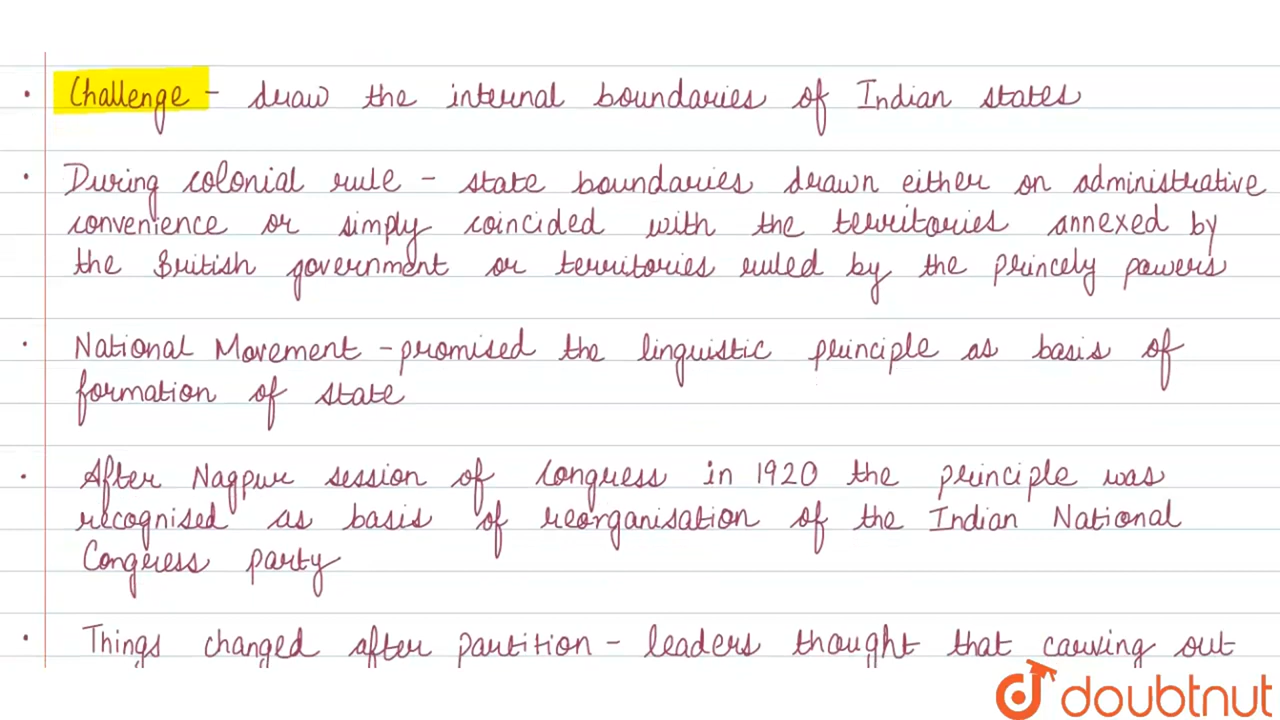 • Challenge – draw the internal boundaries of Indian states
• During colonial rule – state boundaries drawn either on administrative
convenience or simply coincided with the territories annexed by
the British government or territories ruled by the princely powers
• National Movement – promised the linguistic principle as basis of
formation of state
• After Nagpur session of Congress in 1920 the principle was
recognised as basis of reorganisation of the Indian National
Congress party
• Things changed after partition – leaders thought that carving out
doubtnut